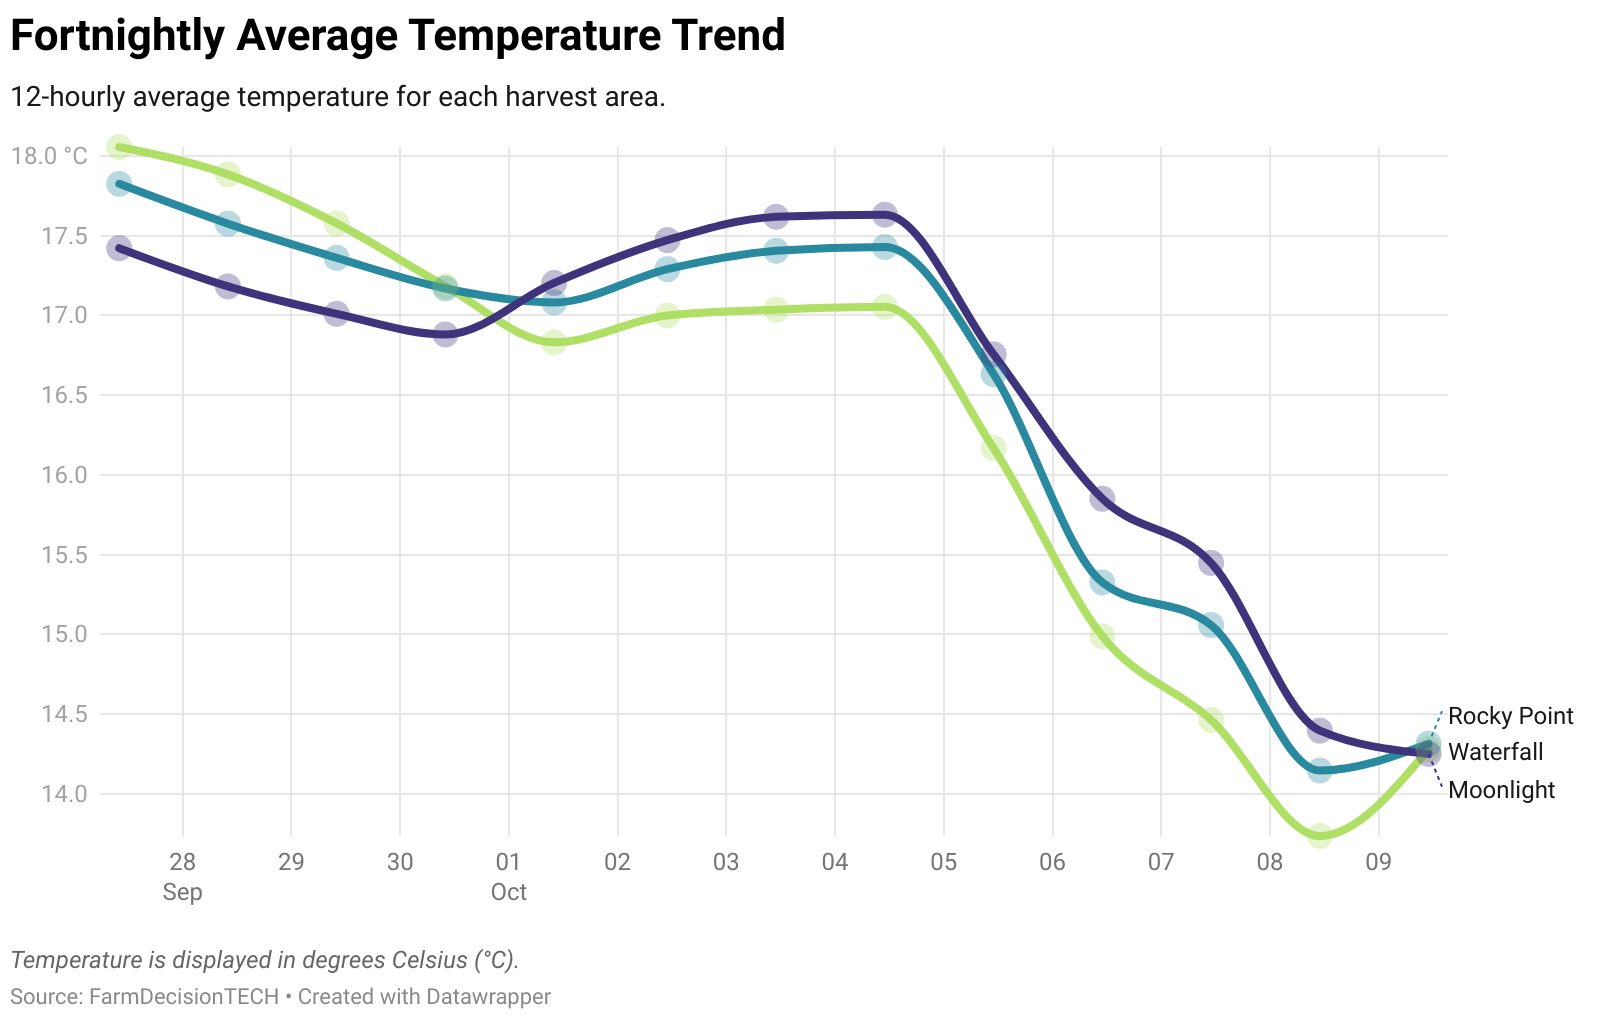 Fortnightly Average Temperature Trend
12-hourly average temperature for each harvest area.
18.0 °C
17.5
17.0
16.5
16.0
15.5
15.0
14.5
14.0
Rocky Point
Waterfall
Moonlight
28 29 30 01 02 03 04 05 06 07 08 09
Sep Oct
Temperature is displayed in degrees Celsius (°C).
Source: FarmDecisionTECH • Created with Datawrapper